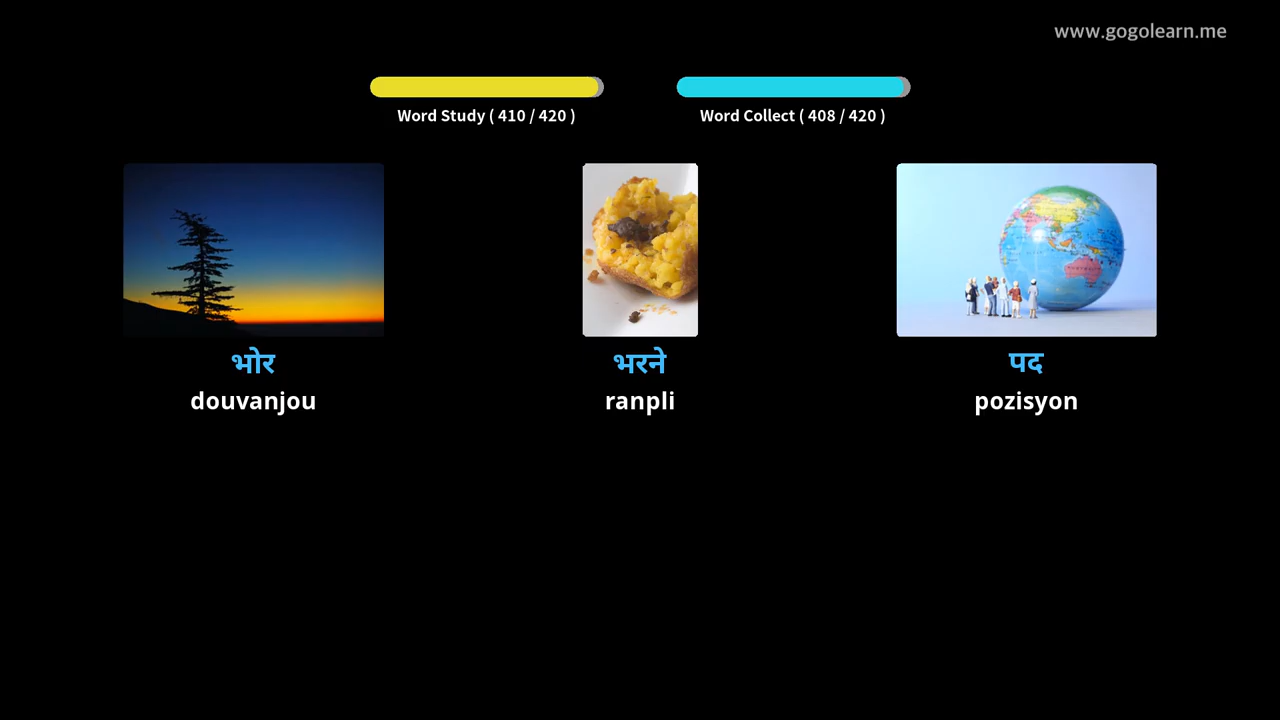 www.gogolearn.me
Word Study ( 410 / 420 )
Word Collect ( 408 / 420 )
भोर
douvanjou
भरने
ranpli
पद
pozisyon